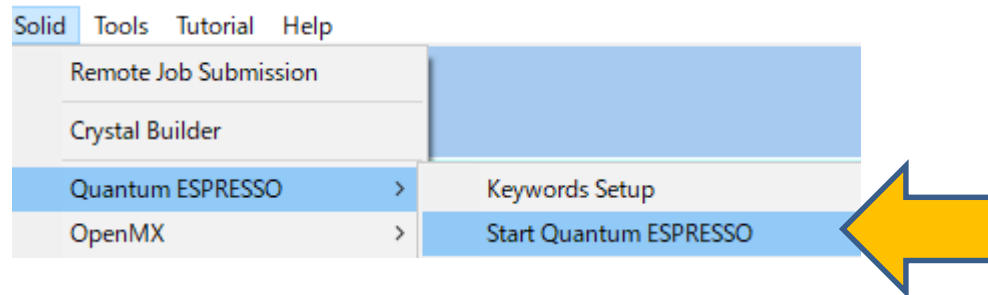 Solid Tools Tutorial Help
Remote Job Submission
Crystal Builder
Quantum ESPRESSO > Keywords Setup
OpenMX > Start Quantum ESPRESSO